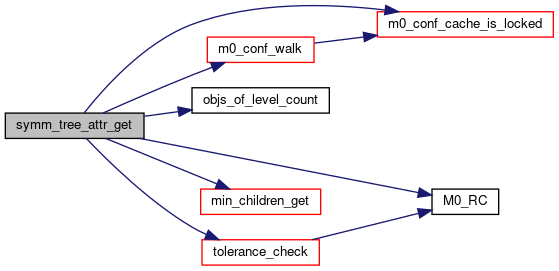 m0_conf_cache_is_locked
m0_conf_walk
objs_of_level_count
symm_tree_attr_get
min_children_get
M0_RC
tolerance_check